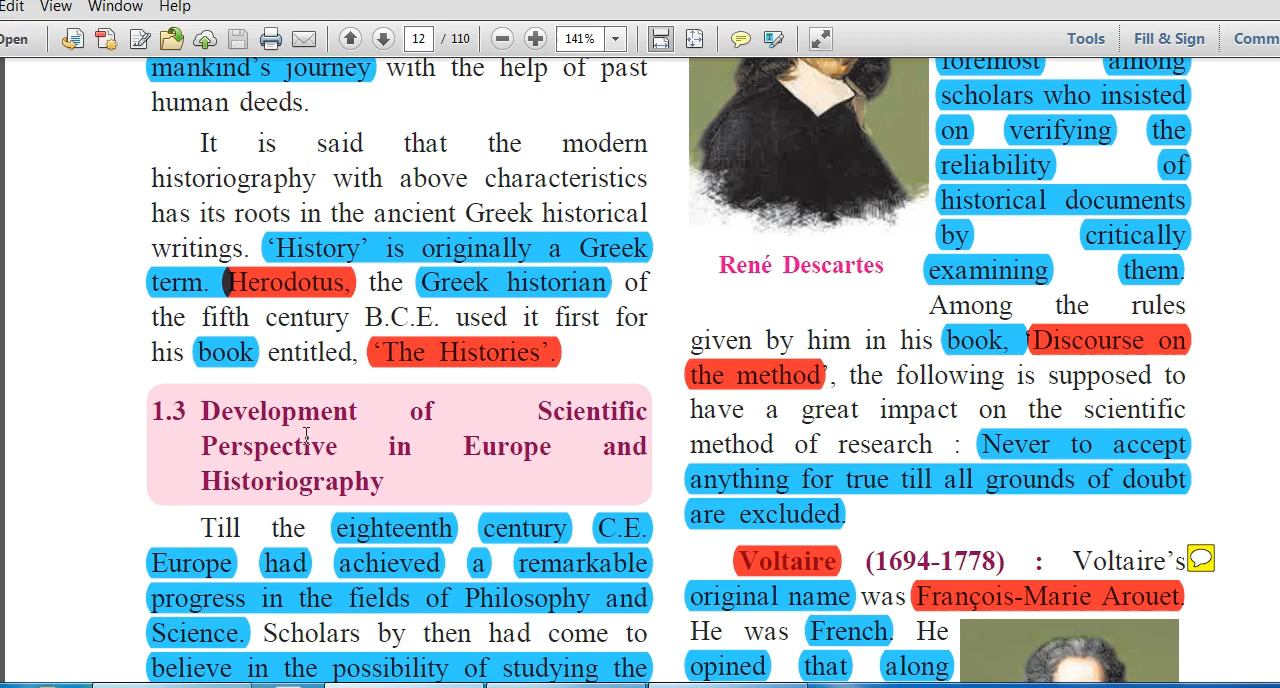 Edit View Window Help
Open 12 / 110 141% Tools Fill & Sign Comm
mankind's journey with the help of past
human deeds.
It is said that the modern
historiography with above characteristics
has its roots in the ancient Greek historical
writings. ‘History’ is originally a Greek
term. Herodotus, the Greek historian of
the fifth century B.C.E. used it first for
his book entitled, ‘The Histories’.
1.3 Development of Scientific
Perspective in Europe and
Historiography
Till the eighteenth century C.E.
Europe had achieved a remarkable
progress in the fields of Philosophy and
Science. Scholars by then had come to
believe in the possibility of studying the
René Descartes
foremost among
scholars who insisted
on verifying the
reliability of
historical documents
by critically
examining them.
Among the rules
given by him in his book, ‘Discourse on
the method’, the following is supposed to
have a great impact on the scientific
method of research : Never to accept
anything for true till all grounds of doubt
are excluded.
Voltaire (1694-1778) : Voltaire’s
original name was François-Marie Arouet.
He was French. He
opined that along